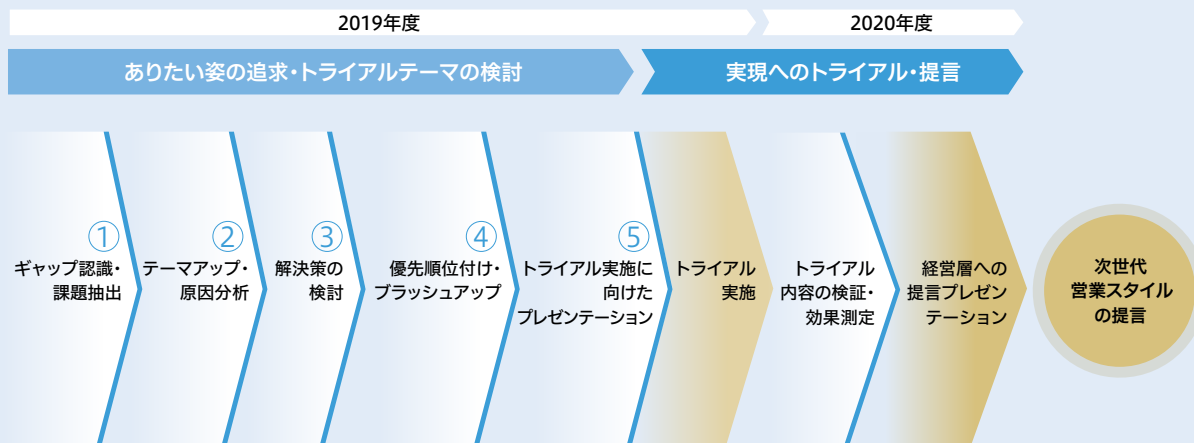 2019年度
2020年度
ありたい姿の追求・トライアルテーマの検討
実現へのトライアル・提言
①
ギャップ認識・
課題抽出
②
テーマアップ・
原因分析
③
解決策の
検討
④
優先順位付け・
ブラッシュアップ
⑤
トライアル実施に
向けた
プレゼンテーション
トライアル
実施
トライアル
内容の検証・
効果測定
経営層への
提言プレゼン
テーション
次世代
営業スタイル
の提言